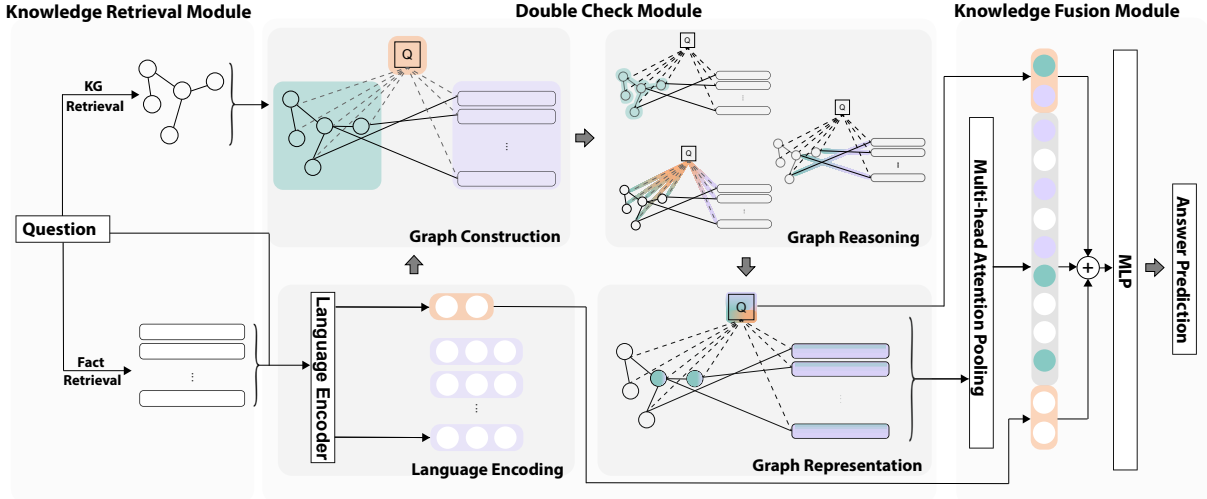 Knowledge Retrieval Module
Double Check Module
Knowledge Fusion Module
KG
Retrieval
Question
Fact
Retrieval
Q
Graph Construction
Q
Q
Q
Graph Reasoning
Language Encoder
Language Encoding
Q
Graph Representation
Multi-head Attention Pooling
+
MLP
Answer Prediction